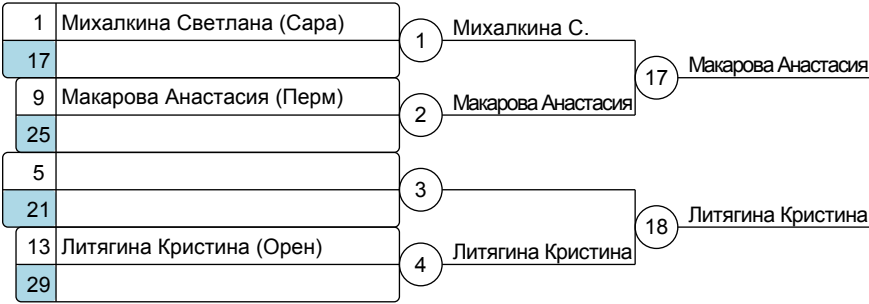 1 Михалкина Светлана (Сара)
17
9 Макарова Анастасия (Перм)
25
5
21
13 Литягина Кристина (Орен)
29
1 Михалкина С.
2 Макарова Анастасия
3
4 Литягина Кристина
17 Макарова Анастасия
18 Литягина Кристина